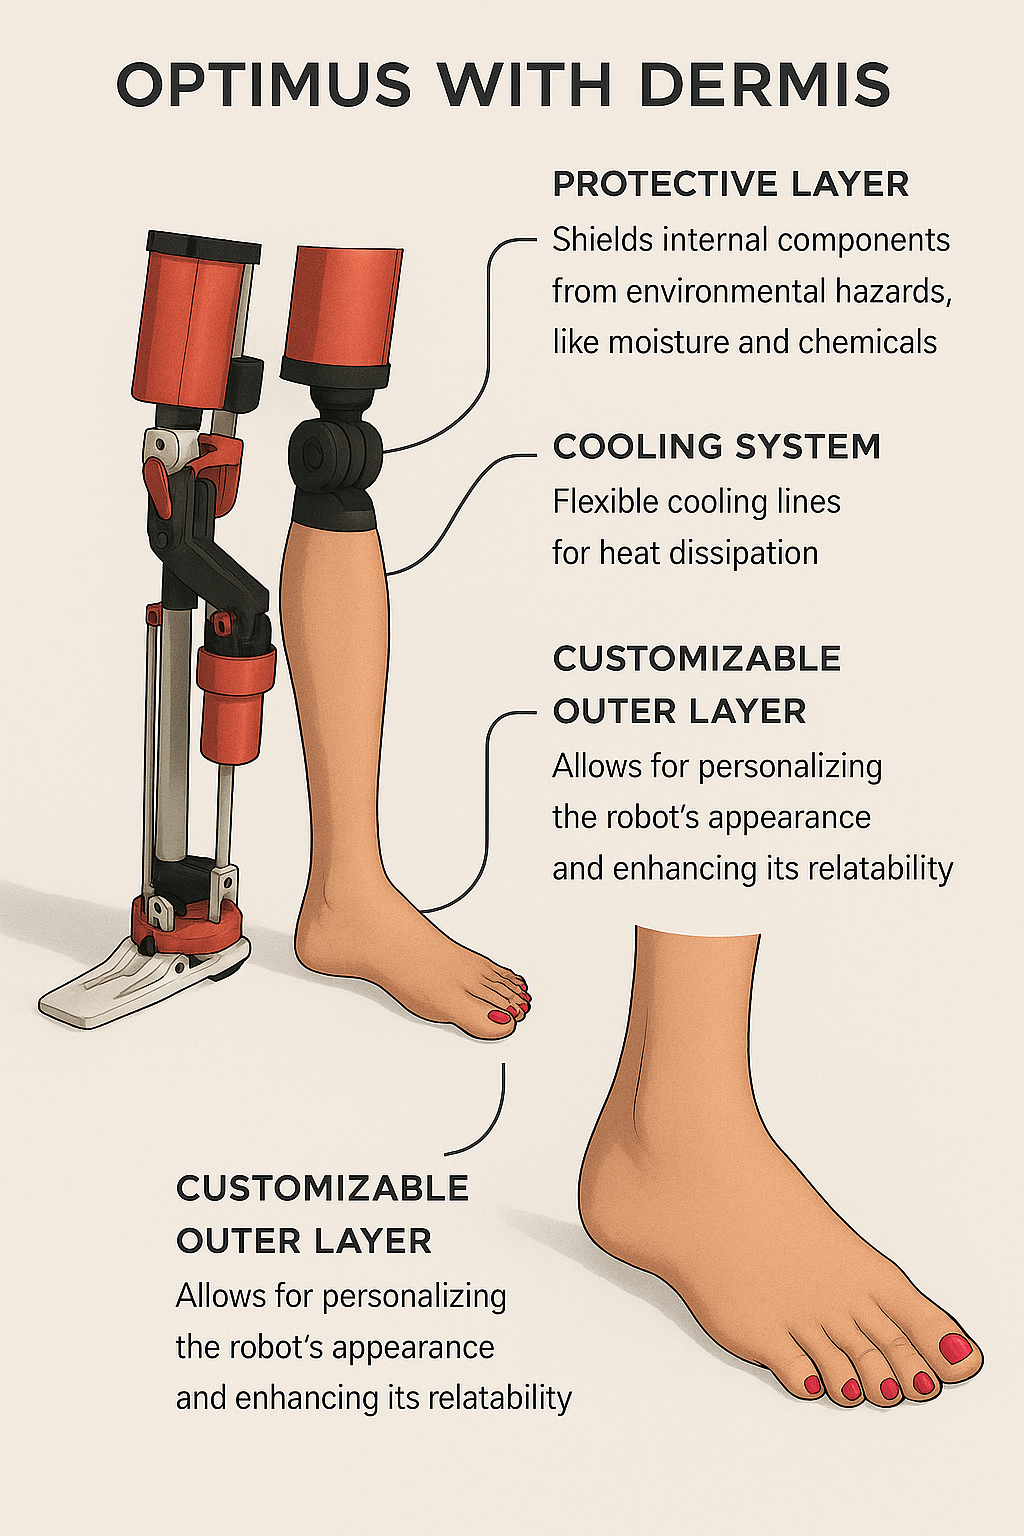 OPTIMUS WITH DERMIS
PROTECTIVE LAYER
Shields internal components
from environmental hazards,
like moisture and chemicals
COOLING SYSTEM
Flexible cooling lines
for heat dissipation
CUSTOMIZABLE
OUTER LAYER
Allows for personalizing
the robot's appearance
and enhancing its relatability
CUSTOMIZABLE
OUTER LAYER
Allows for personalizing
the robot's appearance
and enhancing its relatability